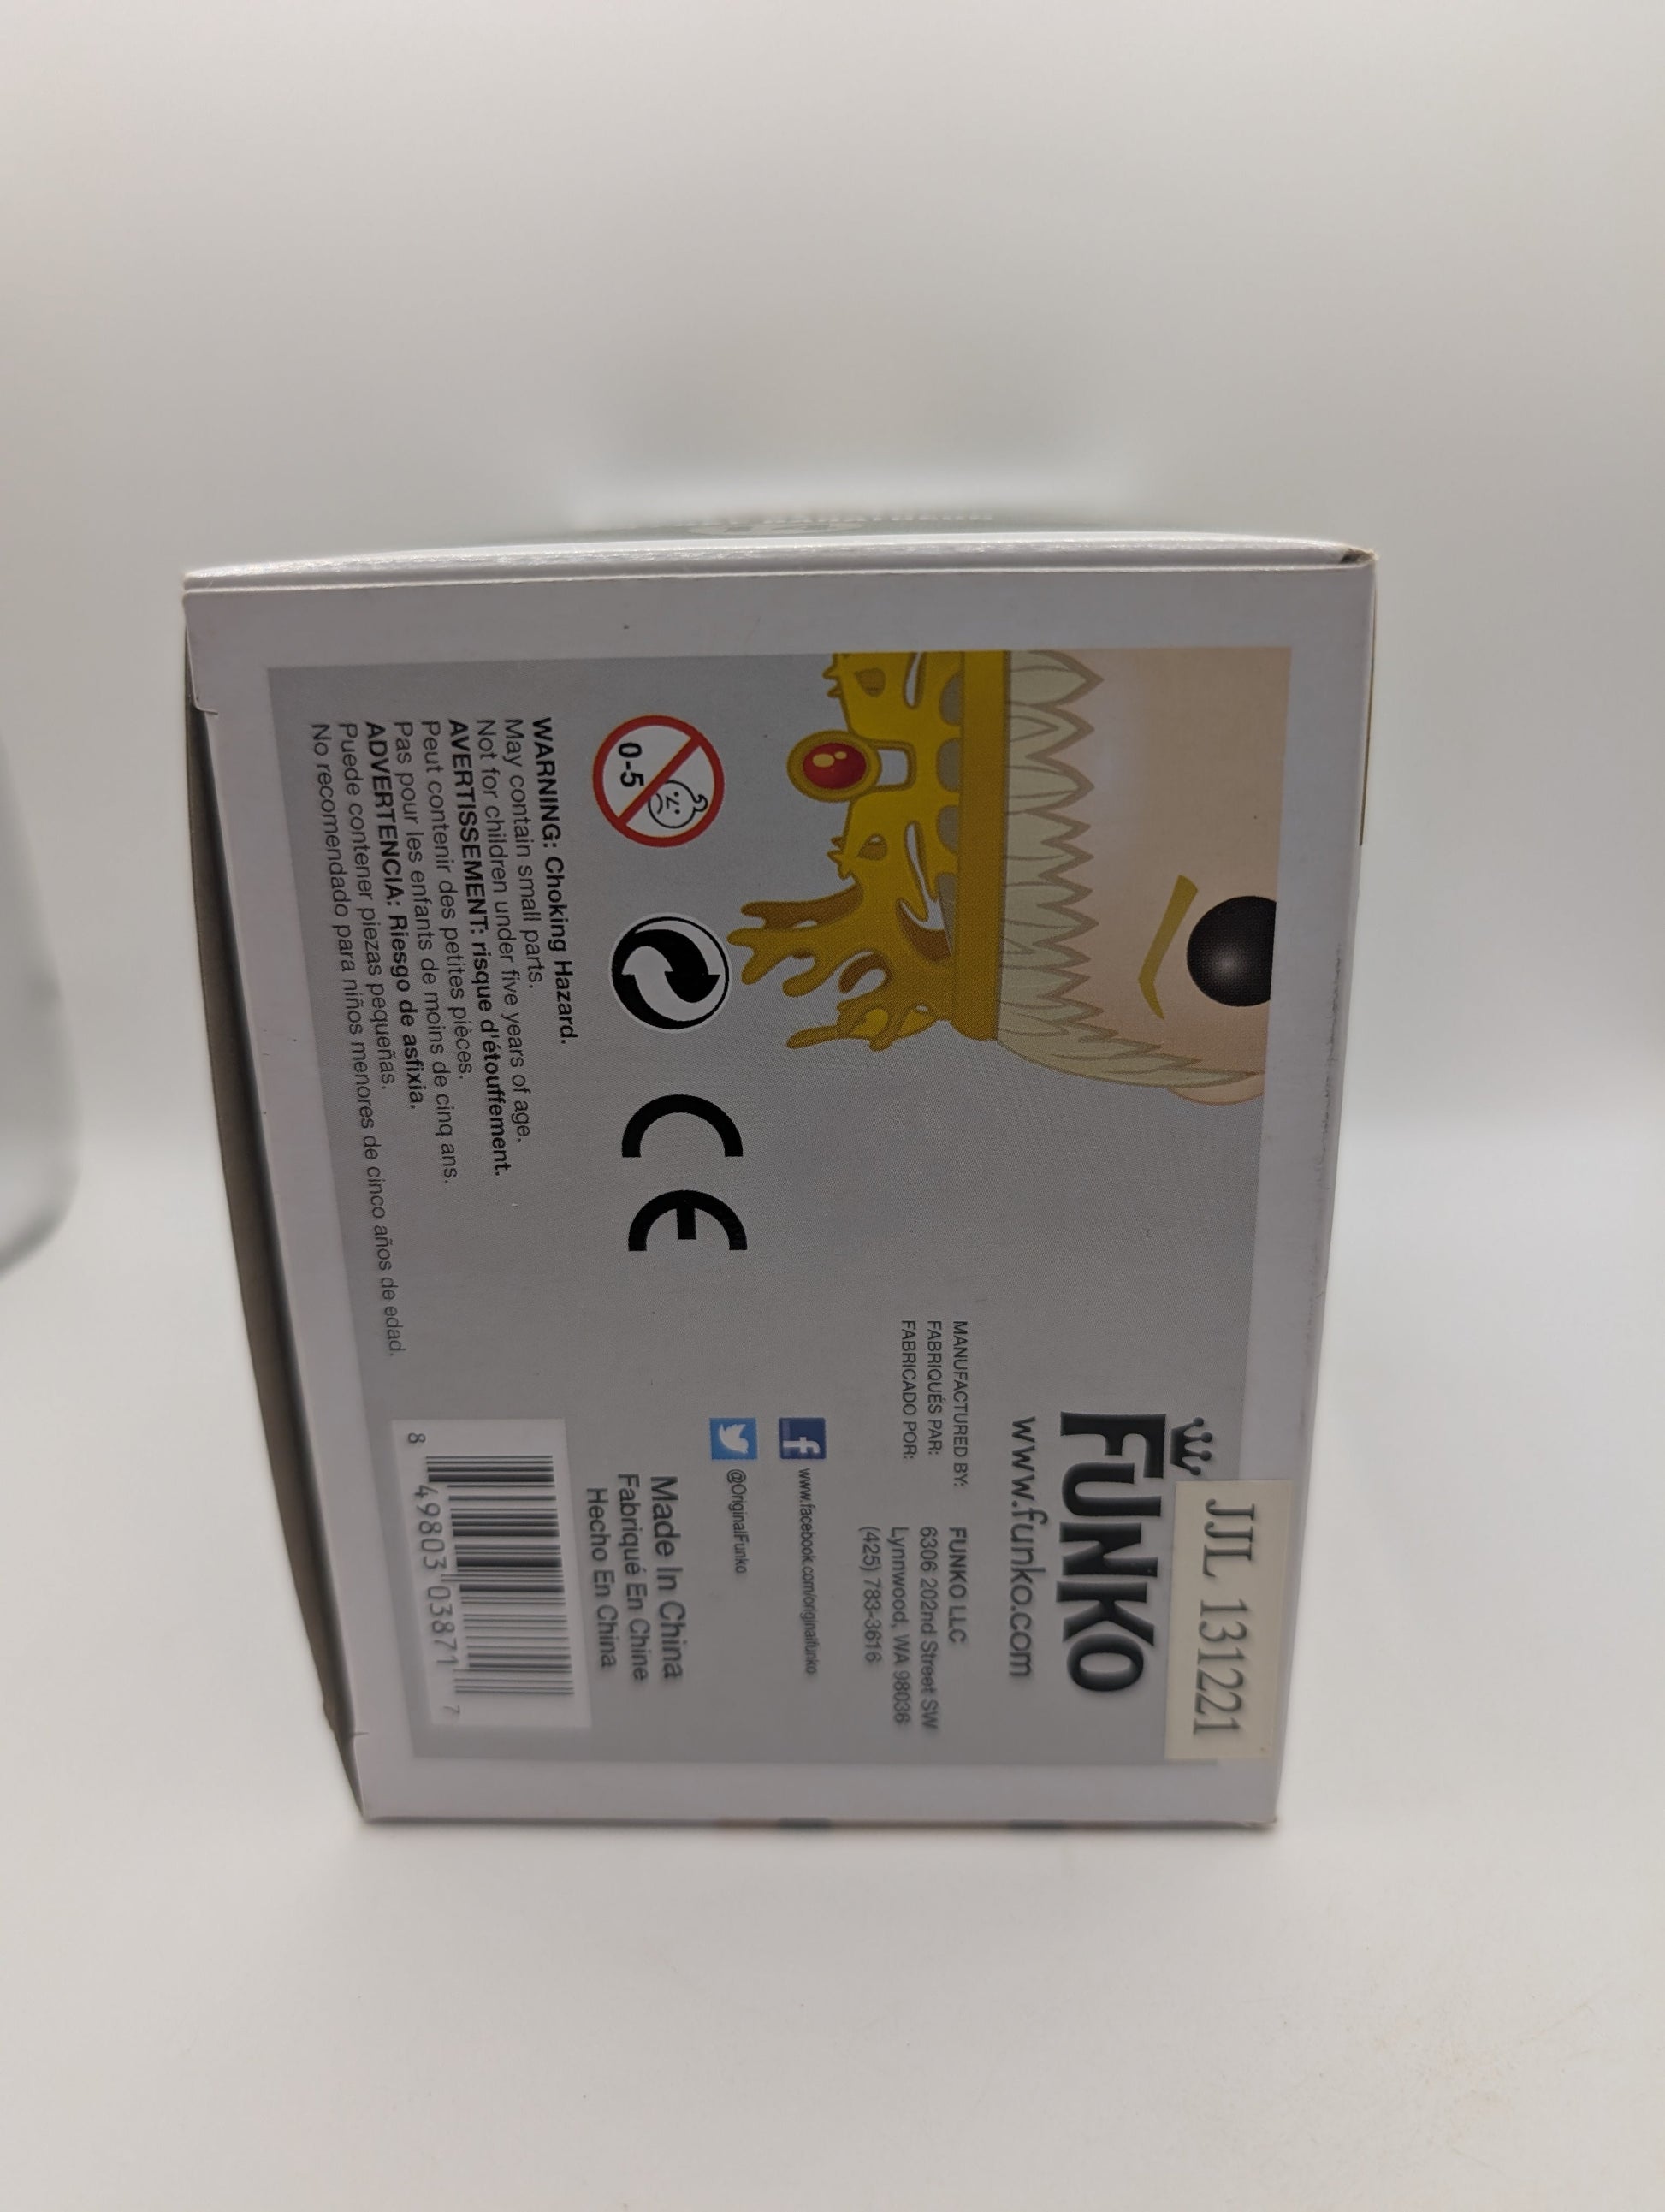 JJL 131221
FUNKO
www.funko.com
MANUFACTURED BY:
FABRIQUÉS PAR:
FABRICADO POR:
FUNKO LLC
6306 202nd Street SW
Lynnwood, WA 98036
(425) 783-3616
f www.facebook.com/originalfunko
@OriginalFunko
0-5
CE
Made In China
Fabriqué En Chine
Hecho En China
WARNING: Choking Hazard.
May contain small parts.
Not for children under five years of age.
AVERTISSEMENT: risque d'étouffement.
Peut contenir des petites pièces.
Pas pour les enfants de moins de cinq ans.
ADVERTENCIA: Riesgo de asfixia.
Puede contener piezas pequeñas.
No recomendado para niños menores de cinco años de edad.
8 49803 03871 7